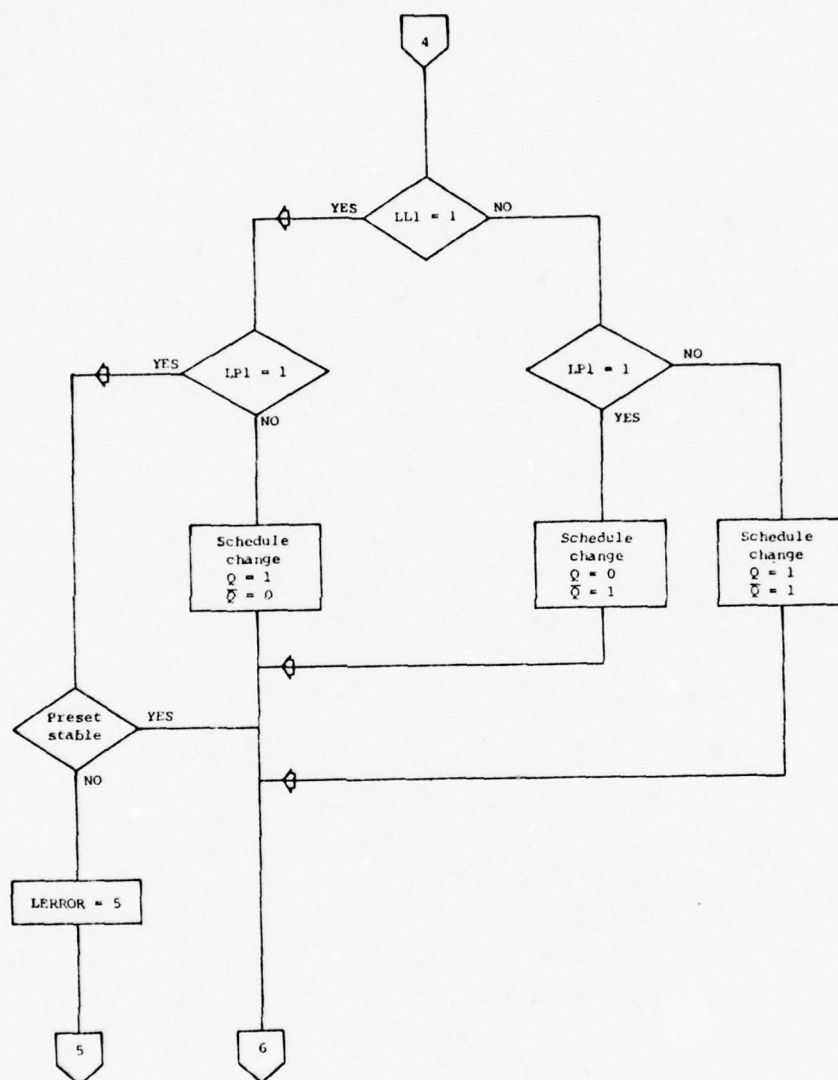 4
LL1 = 1
YES
NO
LP1 = 1
YES
NO
LP1 = 1
NO
YES
Schedule
change
Q = 1
Q̅ = 0
Schedule
change
Q = 0
Q̅ = 1
Schedule
change
Q = 1
Q̅ = 1
Preset
stable
YES
NO
LERROR = 5
5
6